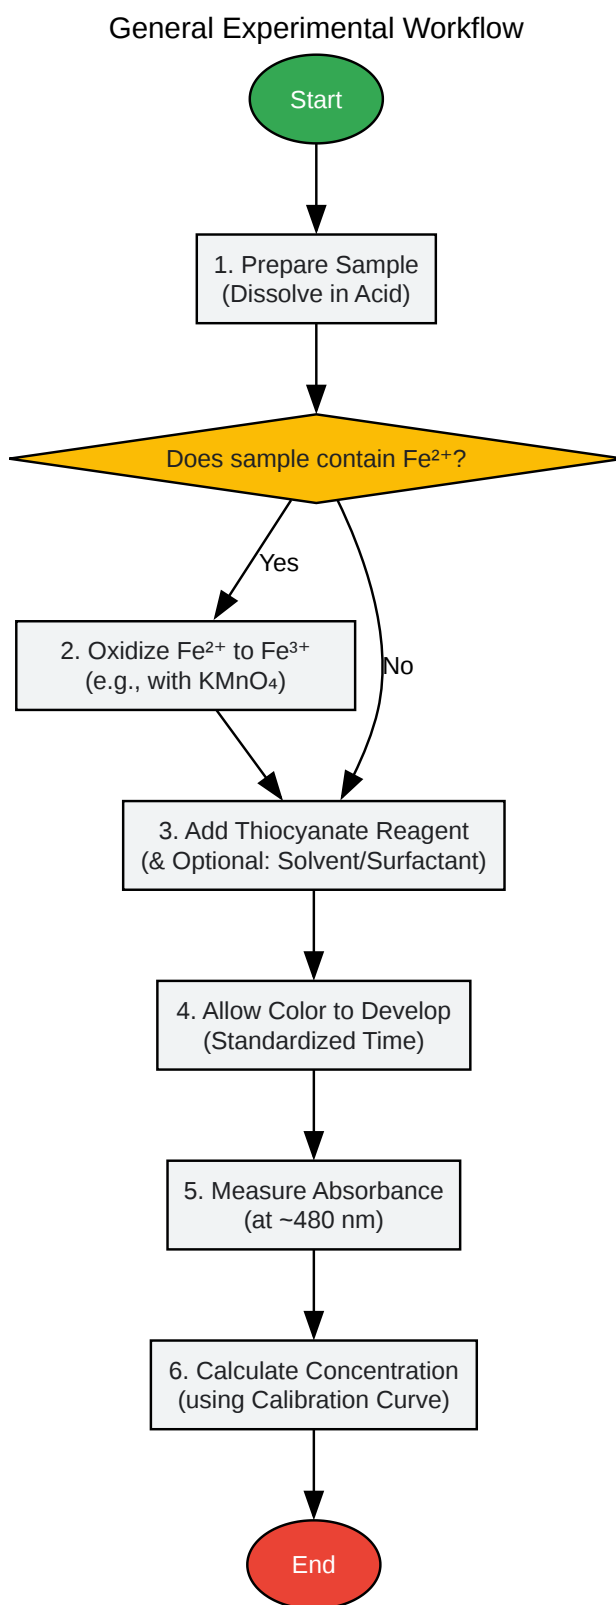 General Experimental Workflow
Start
1. Prepare Sample
(Dissolve in Acid)
Does sample contain Fe²⁺?
Yes
2. Oxidize Fe²⁺ to Fe³⁺
(e.g., with KMnO₄)
No
3. Add Thiocyanate Reagent
(& Optional: Solvent/Surfactant)
4. Allow Color to Develop
(Standardized Time)
5. Measure Absorbance
(at ~480 nm)
6. Calculate Concentration
(using Calibration Curve)
End